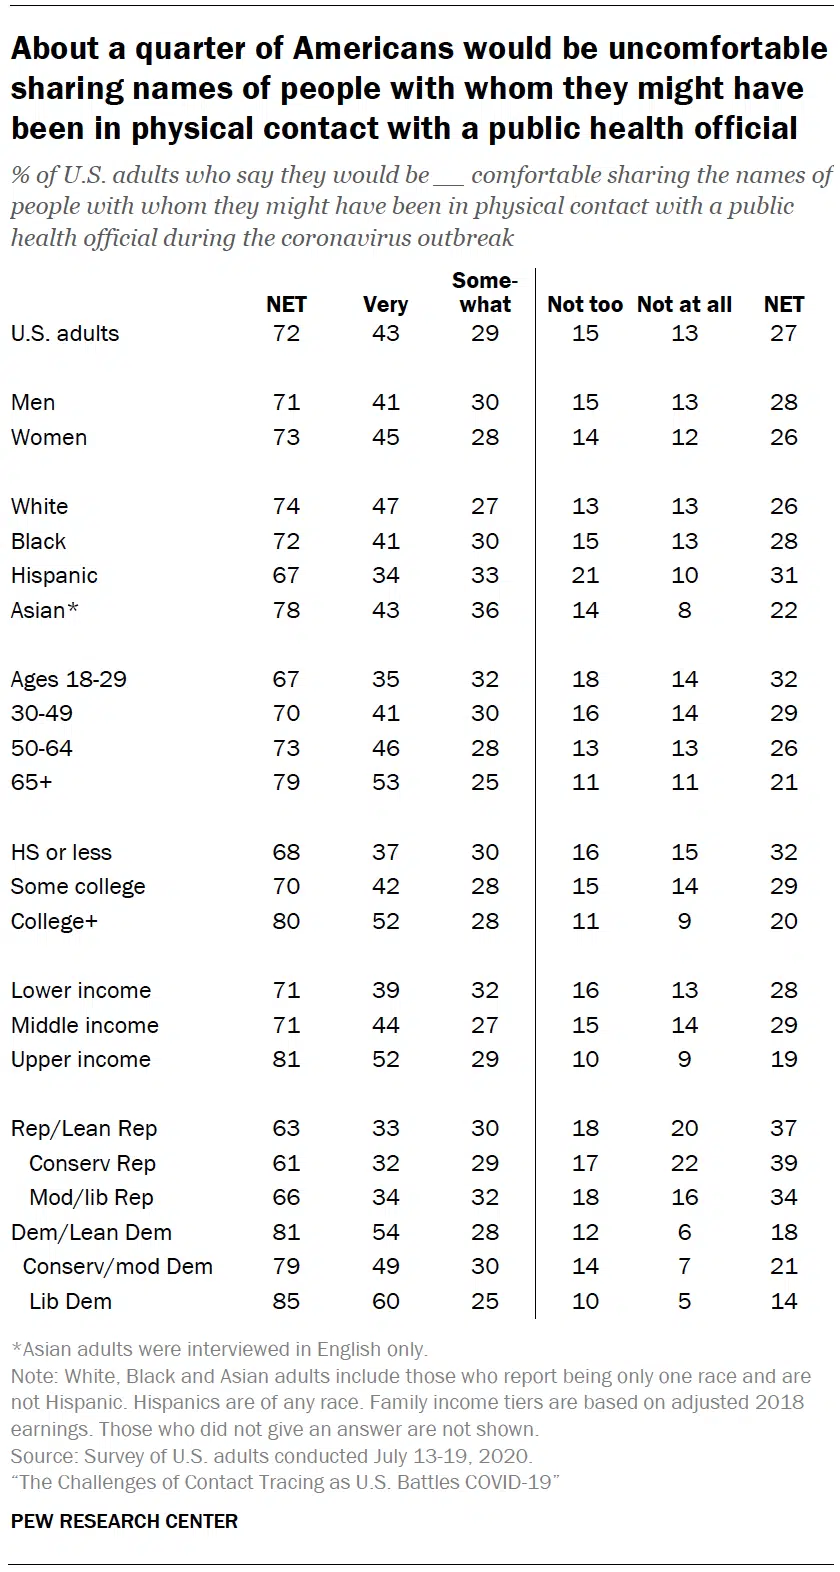 About a quarter of Americans would be uncomfortable
sharing names of people with whom they might have
been in physical contact with a public health official
% of U.S. adults who say they would be __ comfortable sharing the names of
people with whom they might have been in physical contact with a public
health official during the coronavirus outbreak
NET Very Some-what Not too Not at all NET
U.S. adults 72 43 29 15 13 27
Men 71 41 30 15 13 28
Women 73 45 28 14 12 26
White 74 47 27 13 13 26
Black 72 41 30 15 13 28
Hispanic 67 34 33 21 10 31
Asian* 78 43 36 14 8 22
Ages 18-29 67 35 32 18 14 32
30-49 70 41 30 16 14 29
50-64 73 46 28 13 13 26
65+ 79 53 25 11 11 21
HS or less 68 37 30 16 15 32
Some college 70 42 28 15 14 29
College+ 80 52 28 11 9 20
Lower income 71 39 32 16 13 28
Middle income 71 44 27 15 14 29
Upper income 81 52 29 10 9 19
Rep/Lean Rep 63 33 30 18 20 37
Conserv Rep 61 32 29 17 22 39
Mod/lib Rep 66 34 32 18 16 34
Dem/Lean Dem 81 54 28 12 6 18
Conserv/mod Dem 79 49 30 14 7 21
Lib Dem 85 60 25 10 5 14
*Asian adults were interviewed in English only.
Note: White, Black and Asian adults include those who report being only one race and are
not Hispanic. Hispanics are of any race. Family income tiers are based on adjusted 2018
earnings. Those who did not give an answer are not shown.
Source: Survey of U.S. adults conducted July 13-19, 2020.
“The Challenges of Contact Tracing as U.S. Battles COVID-19”
PEW RESEARCH CENTER